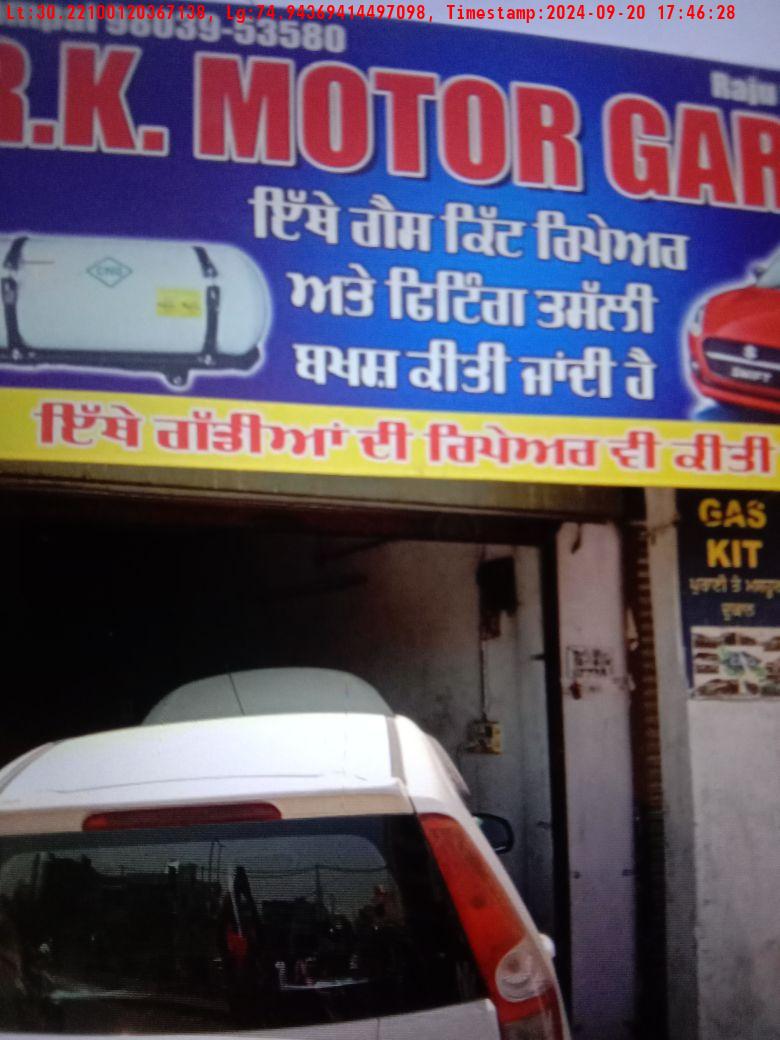 Lt:30.22100120367138, Lg:74.94369414497098, Timestamp:2024-09-20 17:46:28
98039-53580
Raju
R.K. MOTOR GAR
ਇੱਥੇ ਗੈਸ ਕਿੱਟ ਰਿਪੇਅਰ
ਅਤੇ ਫਿਟਿੰਗ ਤਸੱਲੀ
ਬਖਸ਼ ਕੀਤੀ ਜਾਂਦੀ ਹੈ
CNG
SWIFT
ਇੱਥੇ ਗੱਡੀਆਂ ਦੀ ਰਿਪੇਅਰ ਵੀ ਕੀਤੀ
GAS
KIT
ਪੁਰਾਣੀ ਤੇ ਮਸ਼ਹੂਰ
ਦੁਕਾਨ